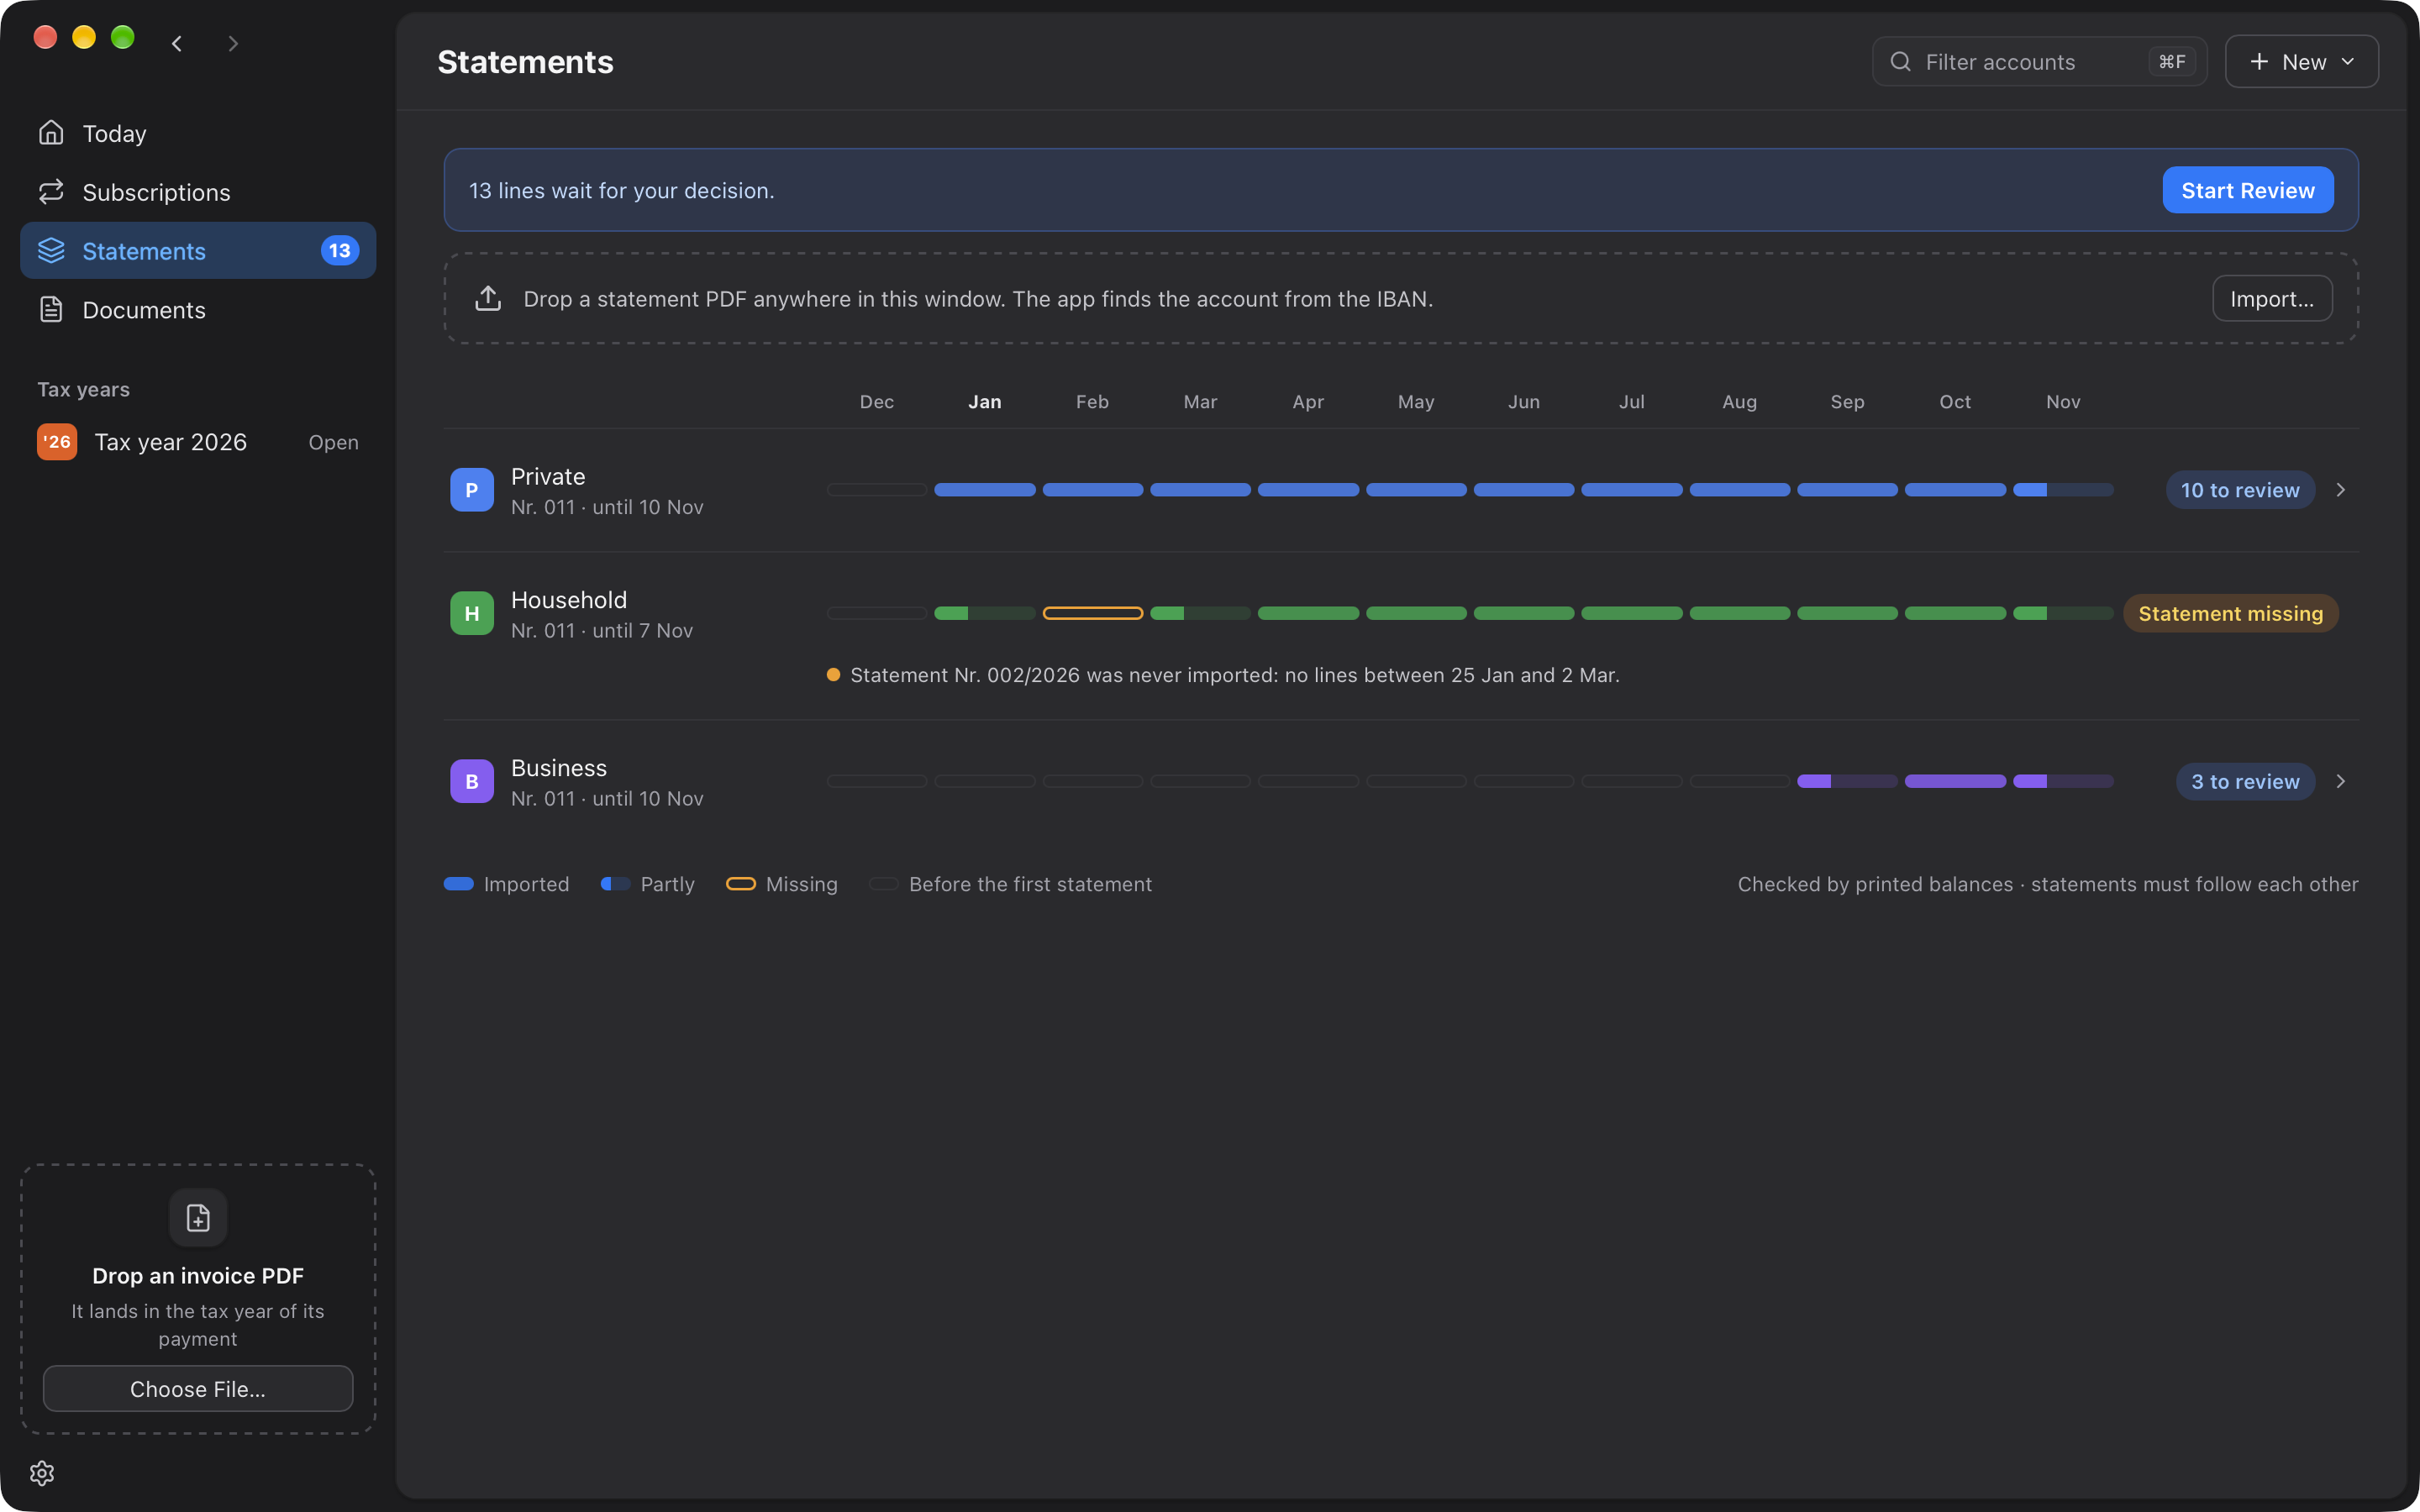 Statements
Filter accounts ⌘F
+ New
Today
Subscriptions
Statements 13
Documents
Tax years
'26 Tax year 2026 Open
13 lines wait for your decision.
Start Review
Drop a statement PDF anywhere in this window. The app finds the account from the IBAN.
Import...
Dec Jan Feb Mar Apr May Jun Jul Aug Sep Oct Nov
P Private
Nr. 011 · until 10 Nov
10 to review
H Household
Nr. 011 · until 7 Nov
Statement missing
Statement Nr. 002/2026 was never imported: no lines between 25 Jan and 2 Mar.
B Business
Nr. 011 · until 10 Nov
3 to review
Imported Partly Missing Before the first statement
Checked by printed balances · statements must follow each other
Drop an invoice PDF
It lands in the tax year of its
payment
Choose File...